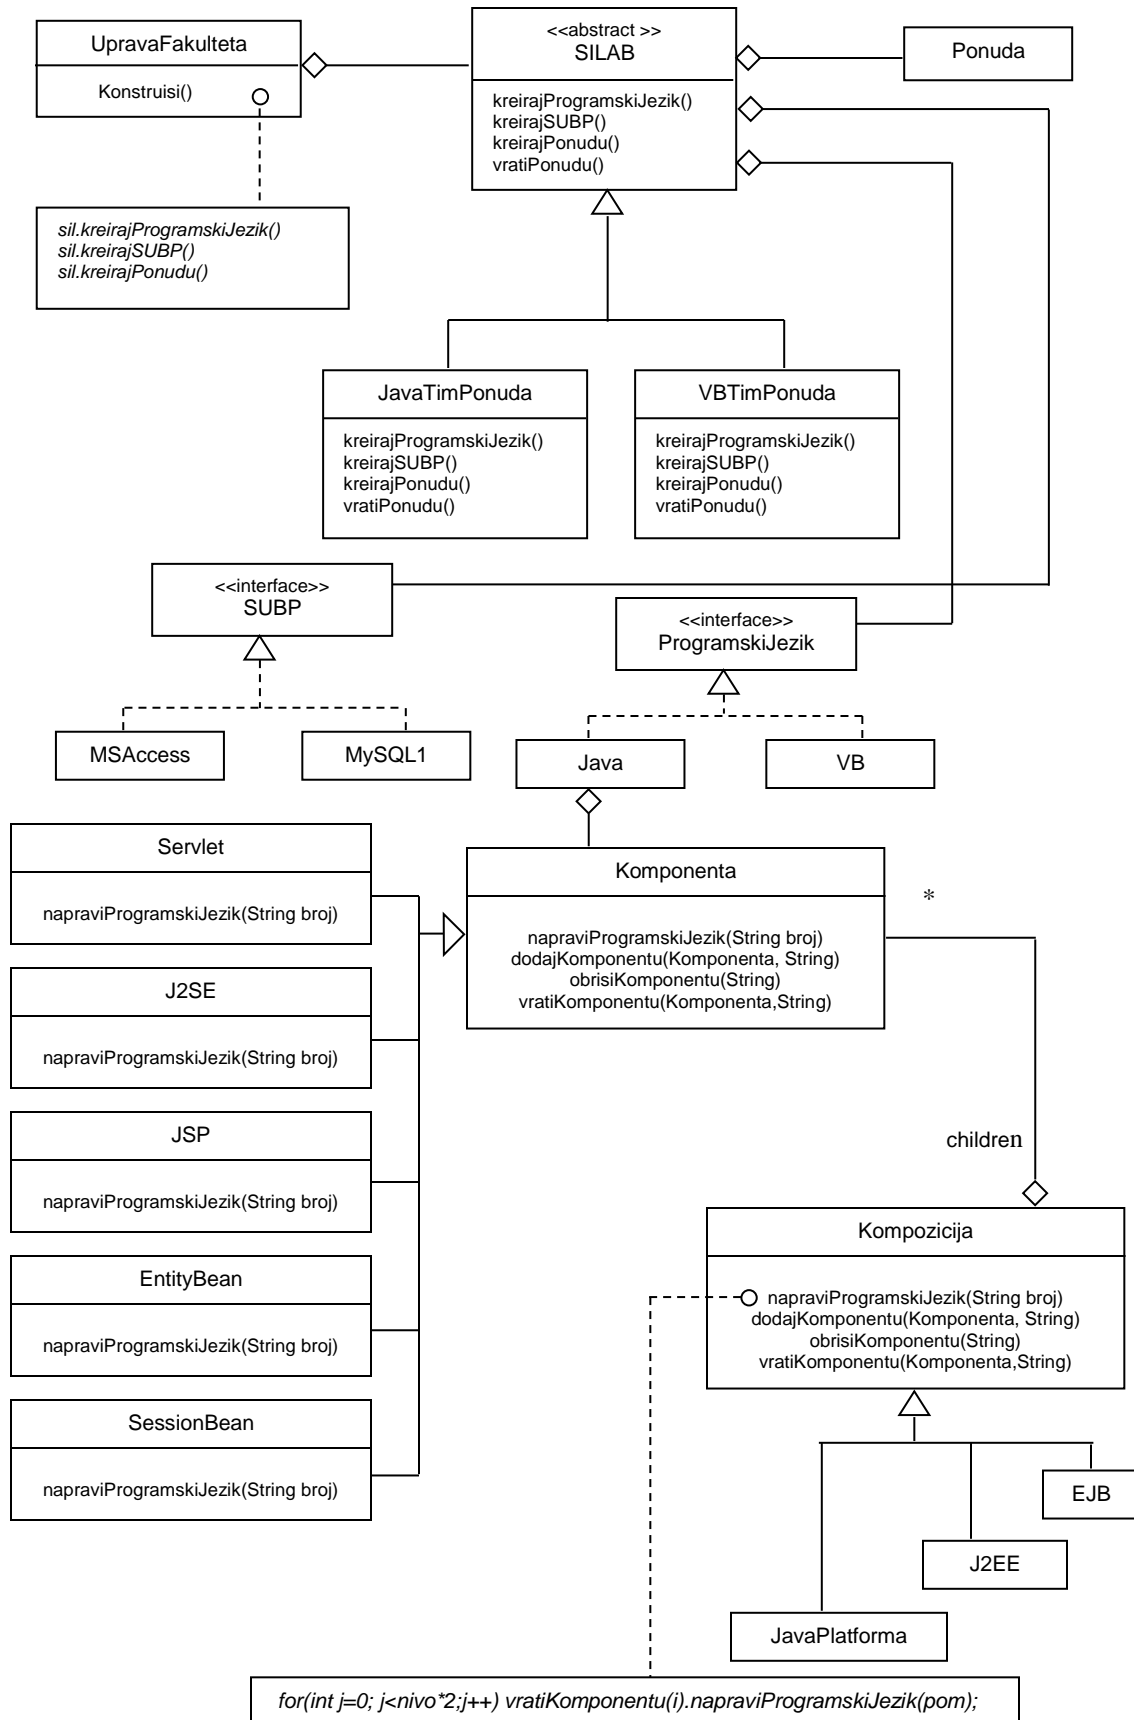 UpravaFakulteta
Konstruisi()
sil.kreirajProgramskiJezik()
sil.kreirajSUBP()
sil.kreirajPonudu()
<<abstract >>
SILAB
kreirajProgramskiJezik()
kreirajSUBP()
kreirajPonudu()
vratiPonudu()
Ponuda
JavaTimPonuda
kreirajProgramskiJezik()
kreirajSUBP()
kreirajPonudu()
vratiPonudu()
VBTimPonuda
kreirajProgramskiJezik()
kreirajSUBP()
kreirajPonudu()
vratiPonudu()
<<interface>>
SUBP
<<interface>>
ProgramskiJezik
MSAccess
MySQL1
Java
VB
Servlet
napraviProgramskiJezik(String broj)
J2SE
napraviProgramskiJezik(String broj)
JSP
napraviProgramskiJezik(String broj)
EntityBean
napraviProgramskiJezik(String broj)
SessionBean
napraviProgramskiJezik(String broj)
Komponenta
napraviProgramskiJezik(String broj)
dodajKomponentu(Komponenta, String)
obrisiKomponentu(String)
vratiKomponentu(Komponenta,String)
*
children
Kompozicija
napraviProgramskiJezik(String broj)
dodajKomponentu(Komponenta, String)
obrisiKomponentu(String)
vratiKomponentu(Komponenta,String)
EJB
J2EE
JavaPlatforma
for(int j=0; j<nivo*2;j++) vratiKomponentu(i).napraviProgramskiJezik(pom);